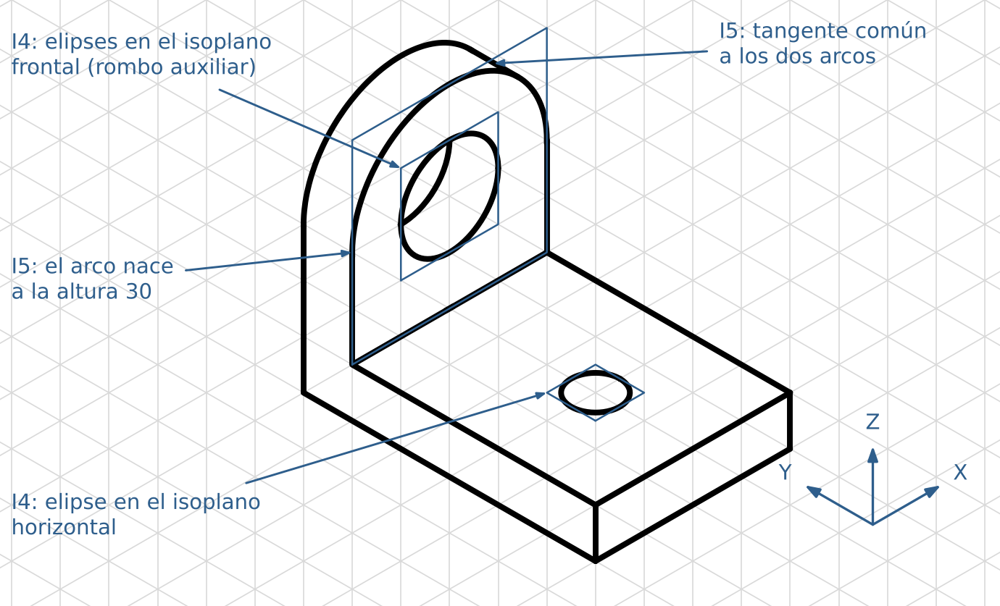 I4: elipses en el isoplano
frontal (rombo auxiliar)
I5: tangente común
a los dos arcos
I5: el arco nace
a la altura 30
I4: elipse en el isoplano
horizontal
Z
Y
X